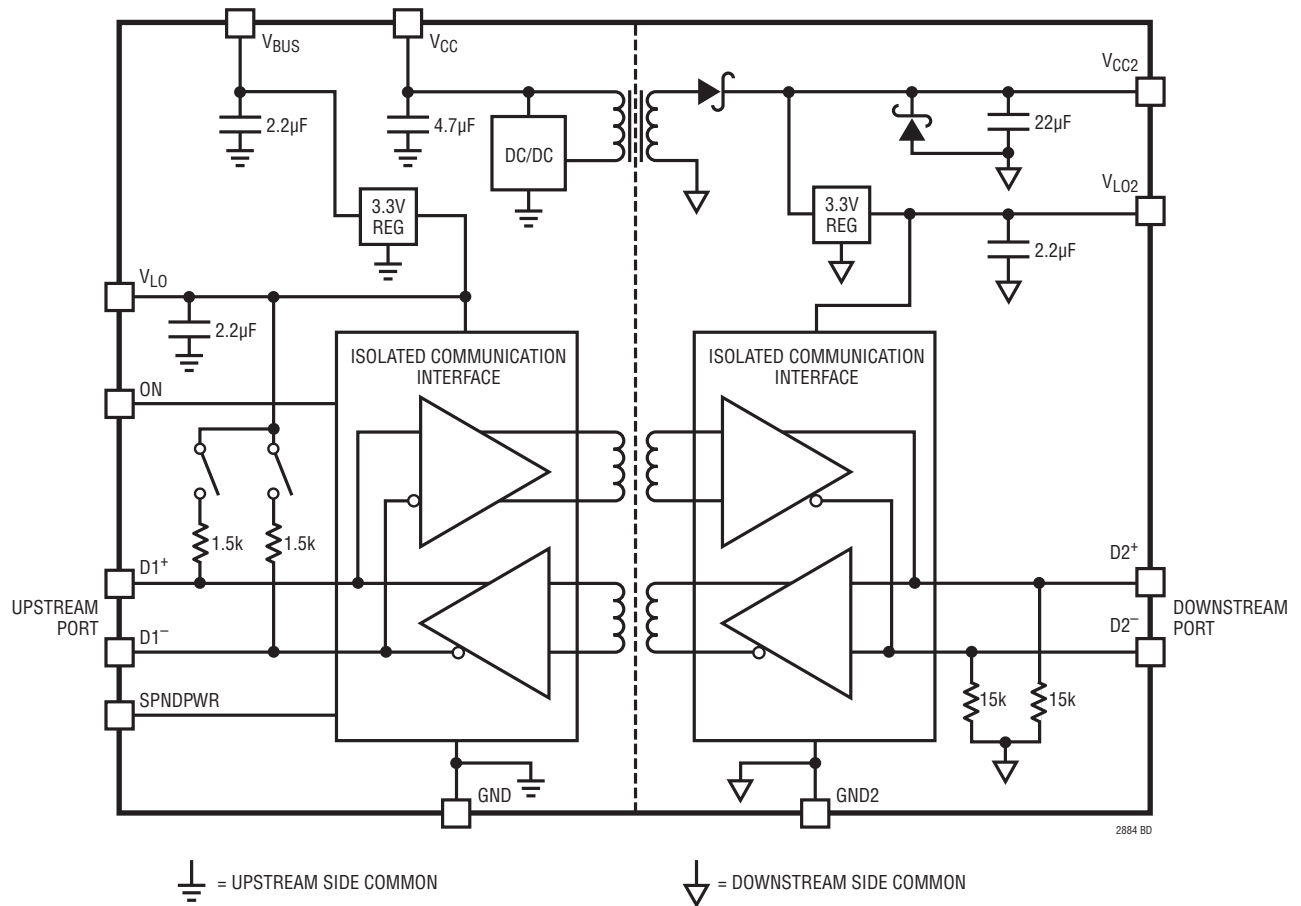 VBUS
VCC
VCC2
2.2µF
4.7µF
DC/DC
22µF
3.3V
REG
VLO2
3.3V
REG
2.2µF
VLO
2.2µF
ON
ISOLATED COMMUNICATION
INTERFACE
ISOLATED COMMUNICATION
INTERFACE
1.5k
1.5k
D1+
D2+
UPSTREAM
PORT
DOWNSTREAM
PORT
D1−
D2−
SPNDPWR
15k
15k
GND
GND2
2884 BD
= UPSTREAM SIDE COMMON
= DOWNSTREAM SIDE COMMON